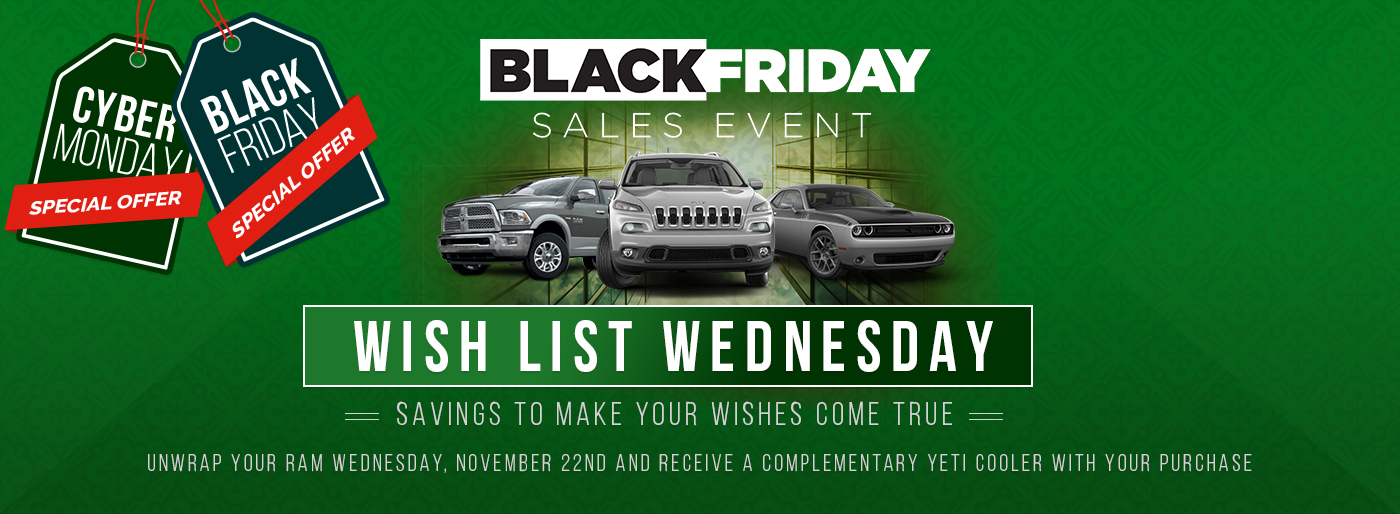 CYBER
MONDAY
SPECIAL OFFER
BLACK
FRIDAY
SPECIAL OFFER
BLACKFRIDAY
SALES EVENT
WISH LIST WEDNESDAY
SAVINGS TO MAKE YOUR WISHES COME TRUE
UNWRAP YOUR RAM WEDNESDAY, NOVEMBER 22ND AND RECEIVE A COMPLEMENTARY YETI COOLER WITH YOUR PURCHASE